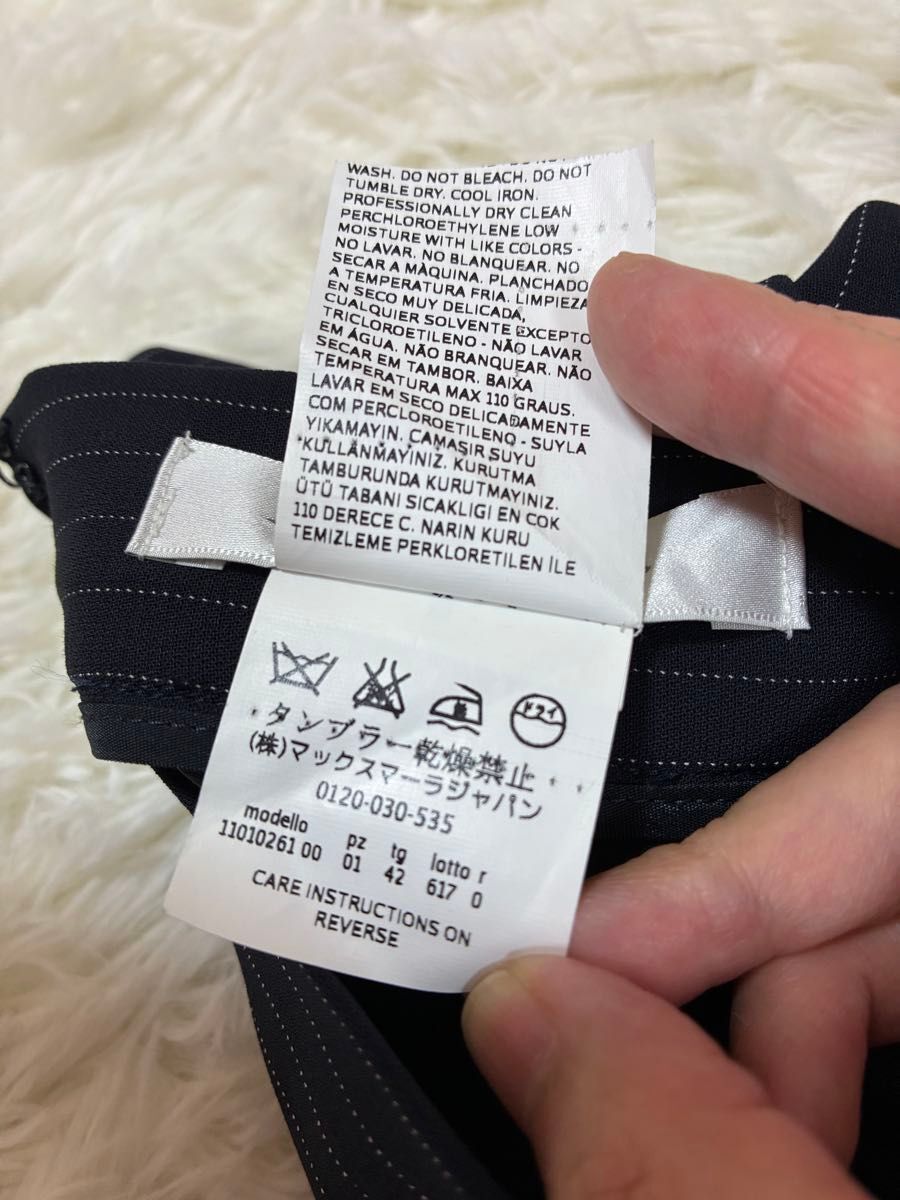 WASH. DO NOT BLEACH. DO NOT
TUMBLE DRY. COOL IRON.
PROFESSIONALLY DRY CLEAN
PERCHLOROETHYLENE LOW
MOISTURE WITH LIKE COLORS -
NO LAVAR. NO BLANQUEAR. NO
SECAR A MÀQUINA. PLANCHADO
A TEMPERATURA FRIA. LIMPIEZA
EN SECO MUY DELICADA,
CUALQUIER SOLVENTE EXCEPTO
TRICLOROETILENO - NÃO LAVAR
EM ÁGUA. NÃO BRANQUEAR. NÃO
SECAR EM TAMBOR. BAIXA
TEMPERATURA MAX 110 GRAUS.
LAVAR EM SECO DELICADAMENTE
COM PERCLOROETILENO - SUYLA
YIKAMAYIN. ÇAMASIR SUYU
KULLANMAYINIZ. KURUTMA
TAMBURUNDA KURUTMAYINIZ.
ÜTÜ TABANI SICAKLIGI EN COK
110 DERECE C. NARIN KURU
TEMIZLEME PERKLORETILEN ILE
ドライ
タンブラー乾燥禁止
(株)マックスマーラジャパン
0120-030-535
modello pz tg lotto r
11010261 00 01 42 617 0
CARE INSTRUCTIONS ON
REVERSE